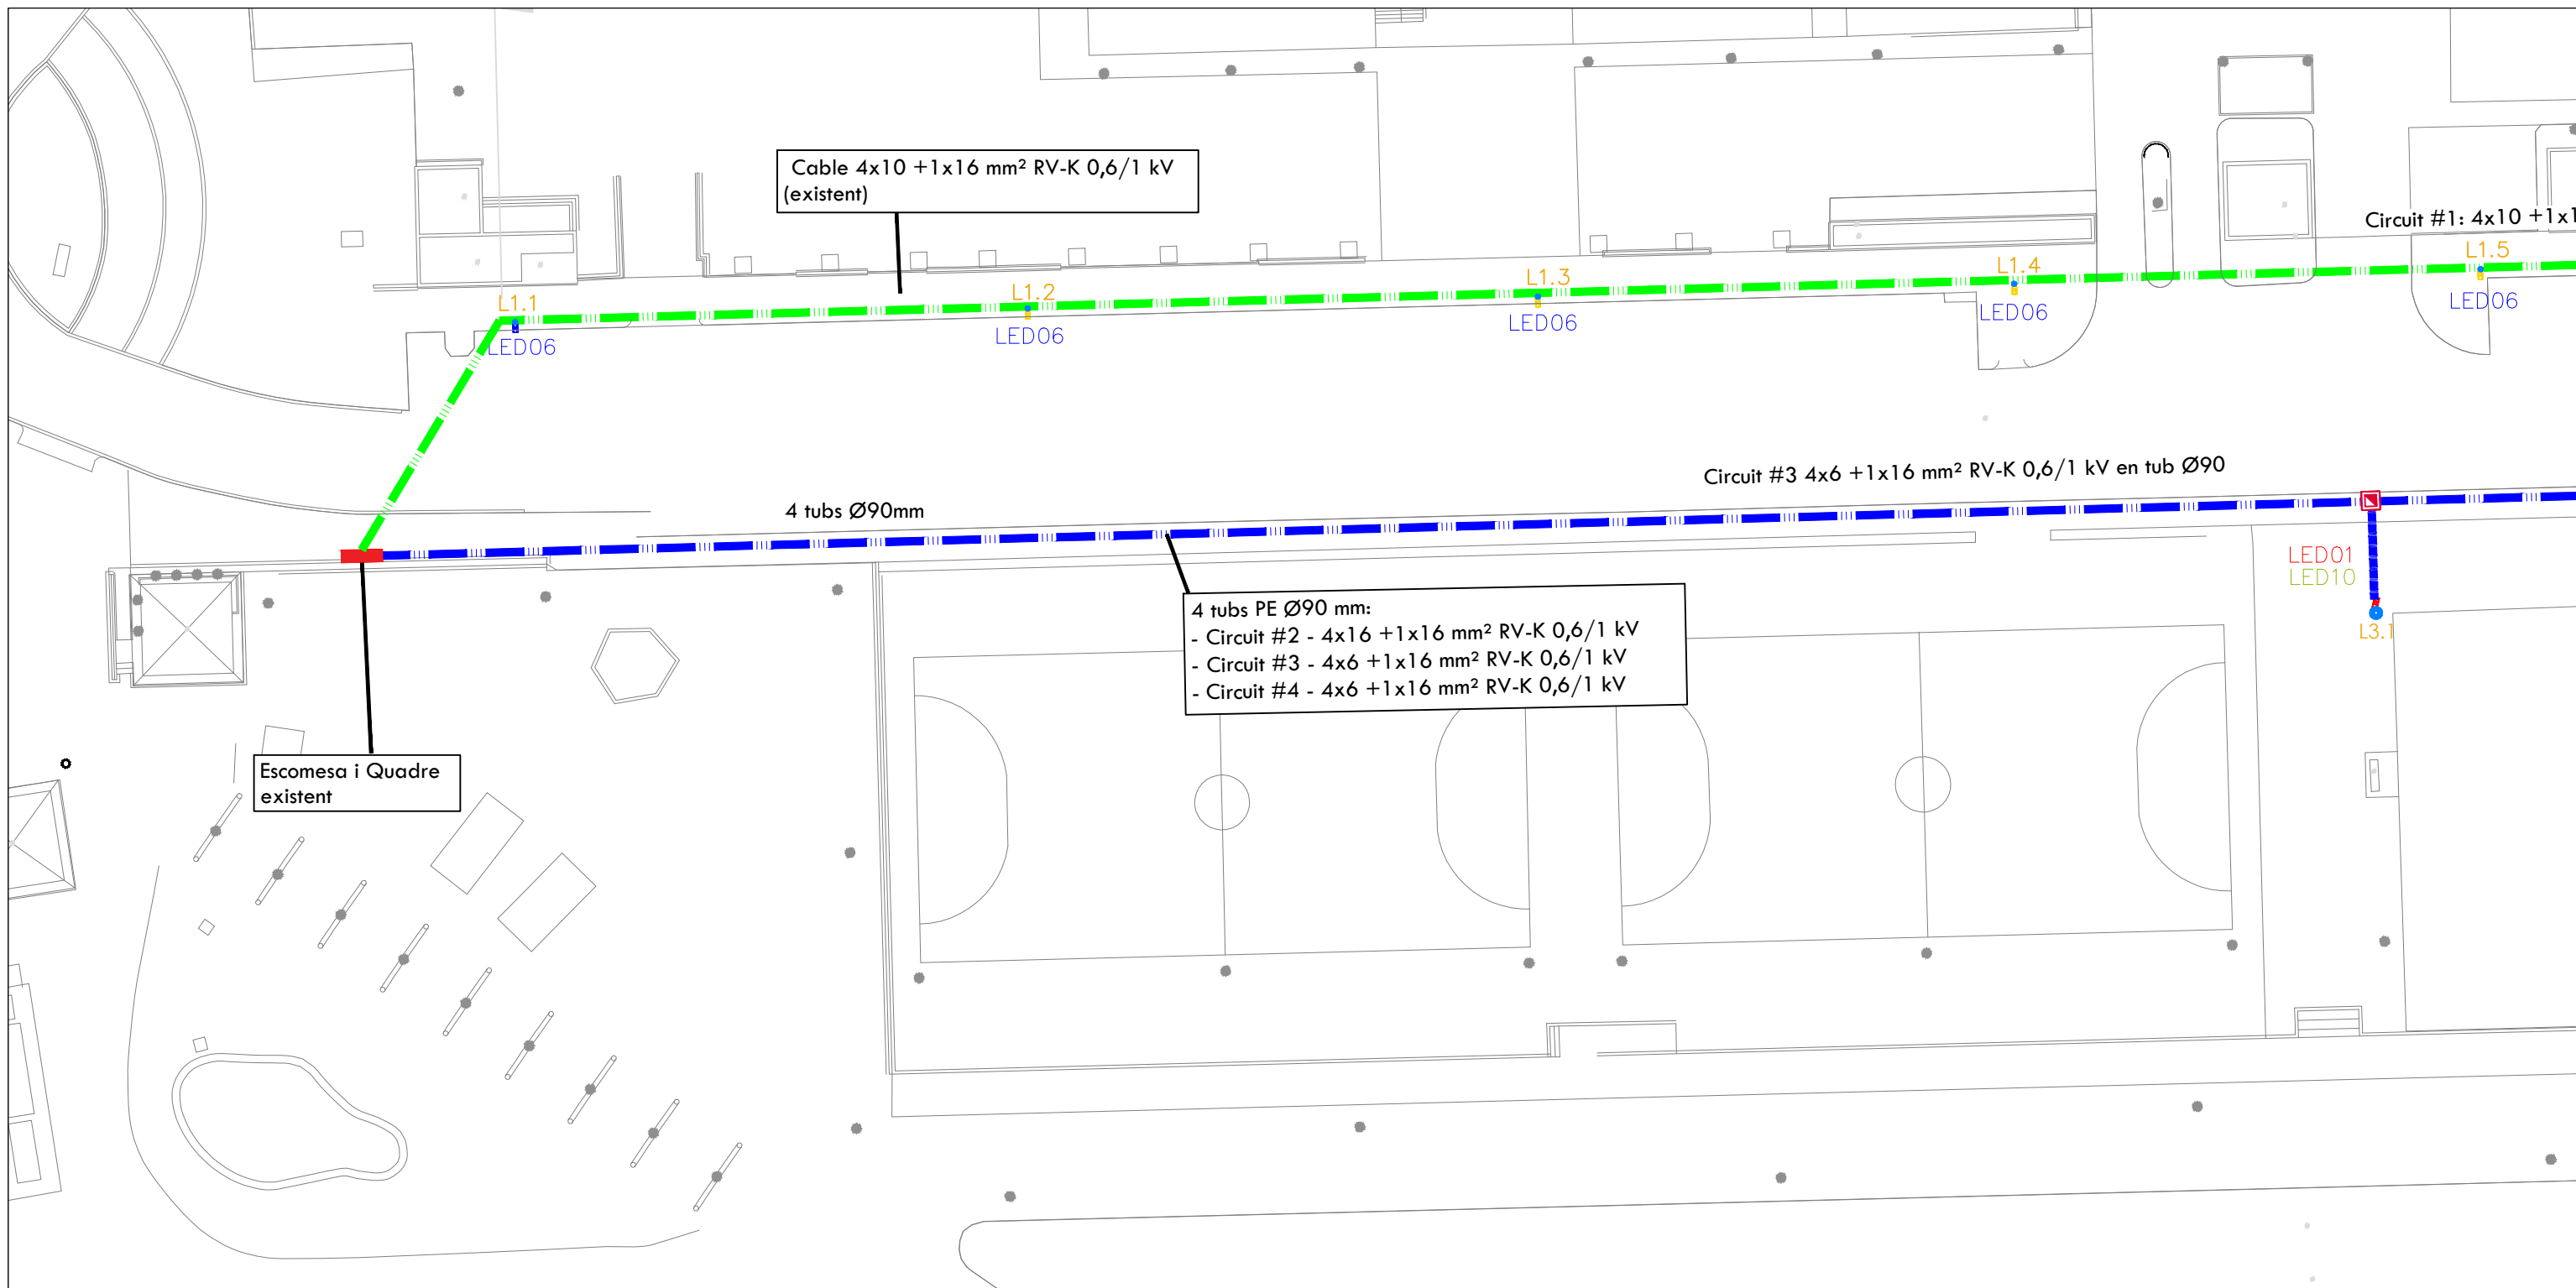 Cable 4x10 +1x16 mm² RV-K 0,6/1 kV
(existent)
Circuit #1: 4x10 +1x1
L1.1
L1.2
L1.3
L1.4
L1.5
LED06
LED06
LED06
LED06
LED06
Circuit #3 4x6 +1x16 mm² RV-K 0,6/1 kV en tub Ø90
4 tubs Ø90mm
LED01
LED10
L3.1
4 tubs PE Ø90 mm:
- Circuit #2 - 4x16 +1x16 mm² RV-K 0,6/1 kV
- Circuit #3 - 4x6 +1x16 mm² RV-K 0,6/1 kV
- Circuit #4 - 4x6 +1x16 mm² RV-K 0,6/1 kV
Escomesa i Quadre
existent